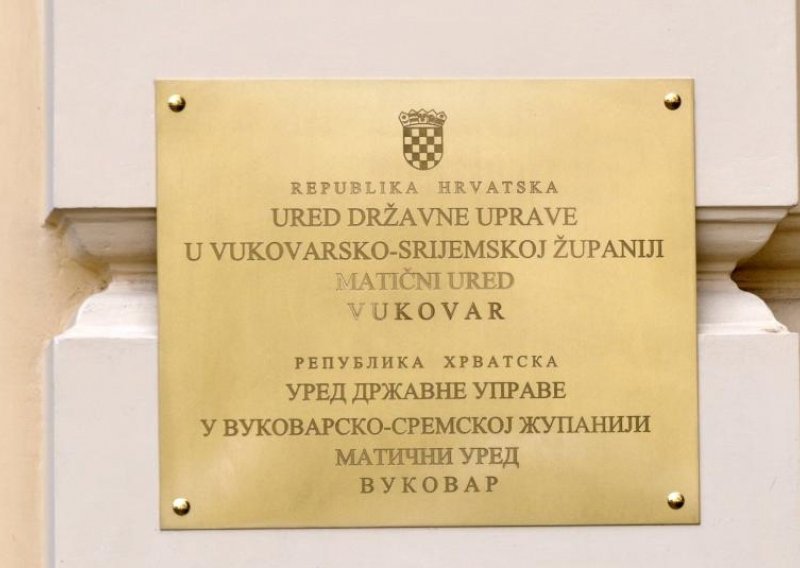 REPUBLIKA HRVATSKA
URED DRŽAVNE UPRAVE
U VUKOVARSKO-SRIJEMSKOJ ŽUPANIJI
MATIČNI URED
VUKOVAR
РЕПУБЛИКА ХРВАТСКА
УРЕД ДРЖАВНЕ УПРАВЕ
У ВУКОВАРСКО-СРЕМСКОЈ ЖУПАНИЈИ
МАТИЧНИ УРЕД
ВУКОВАР